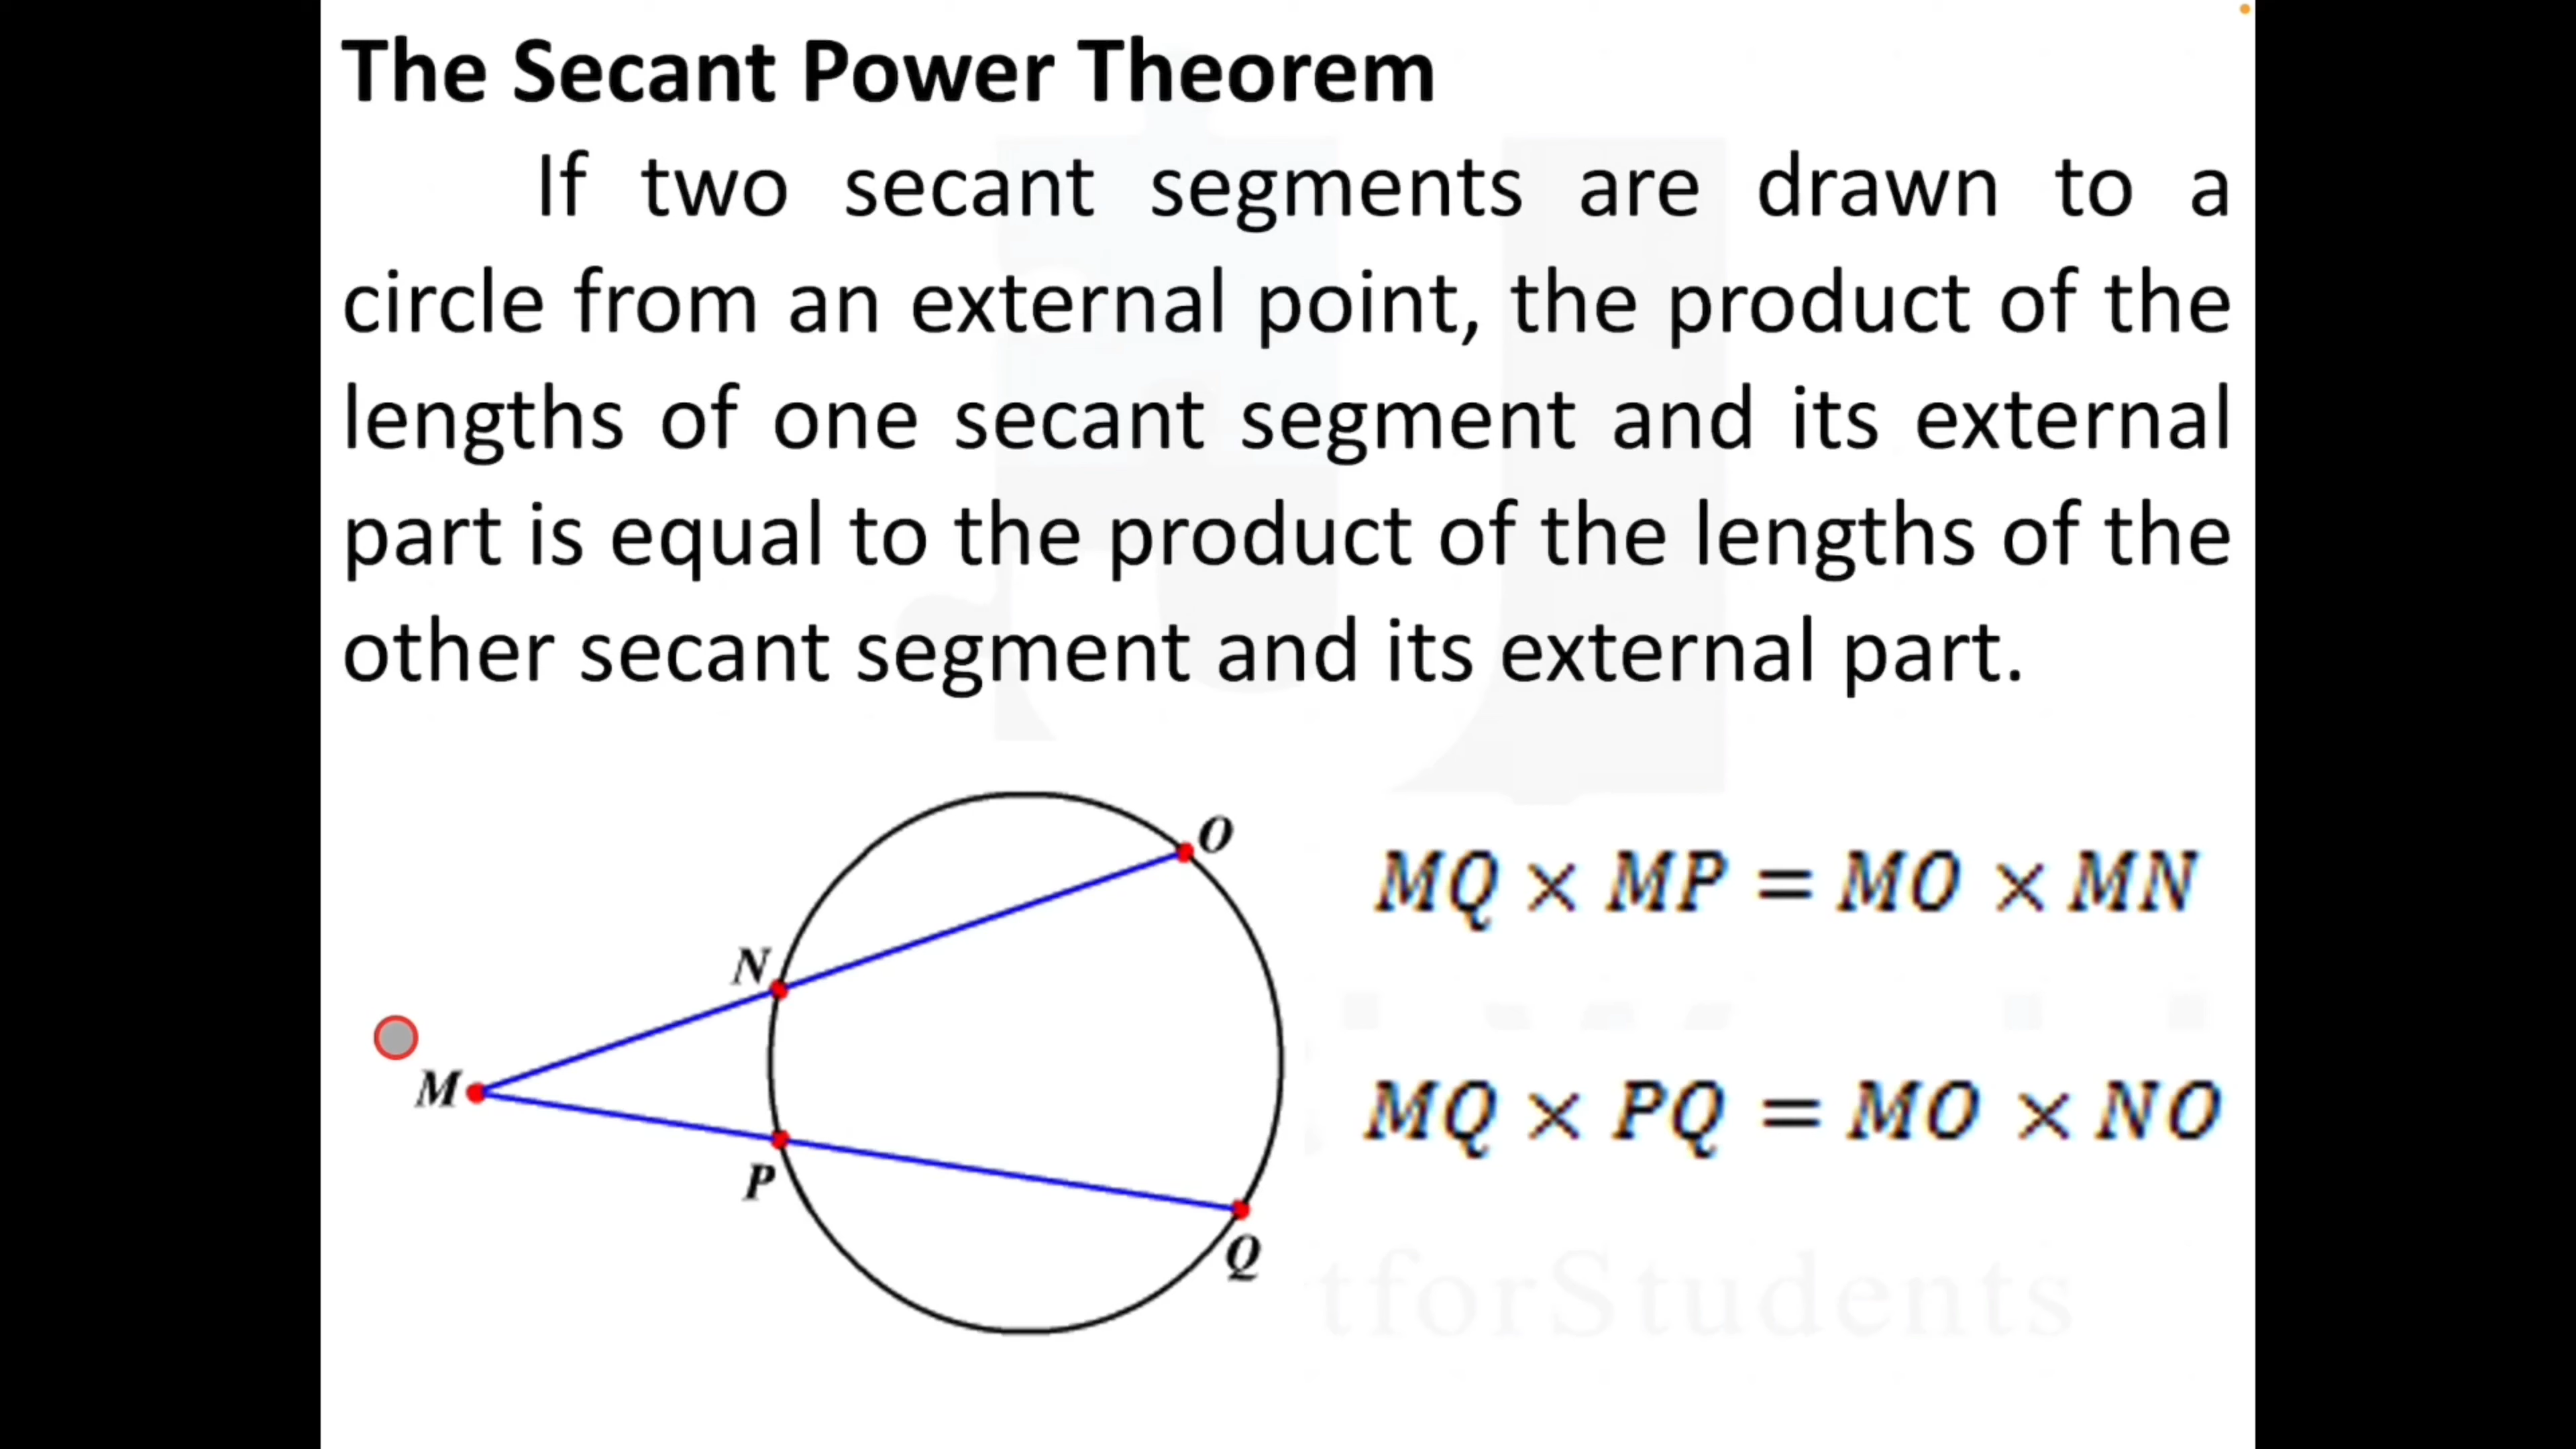 The Secant Power Theorem
If two secant segments are drawn to a
circle from an external point, the product of the
lengths of one secant segment and its external
part is equal to the product of the lengths of the
other secant segment and its external part.
O
MQ × MP = MO × MN
N
M
MQ × PQ = MO × NO
P
Q
tforStudents